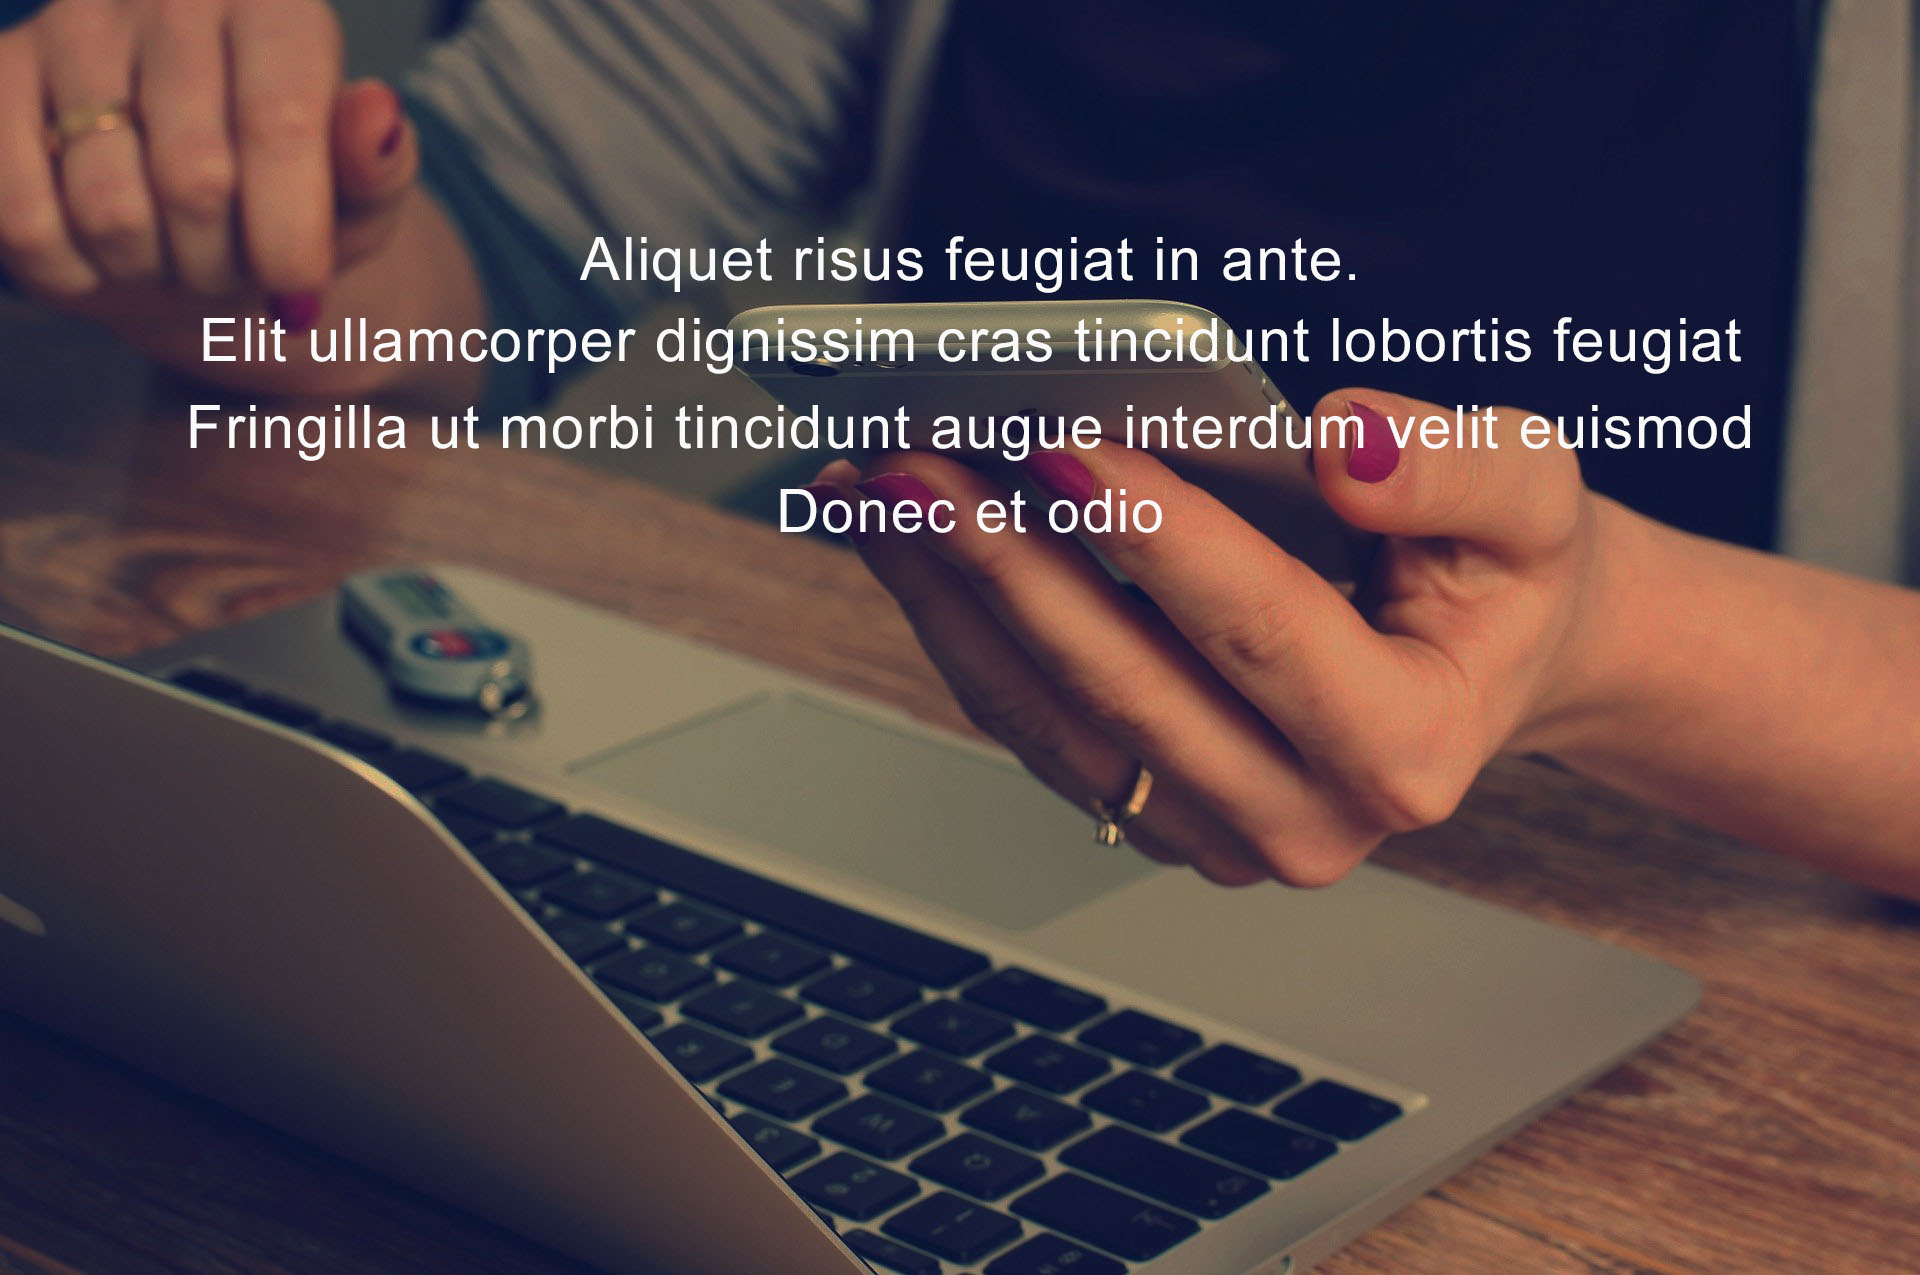 Aliquet risus feugiat in ante.
Elit ullamcorper dignissim cras tincidunt lobortis feugiat
Fringilla ut morbi tincidunt augue interdum velit euismod
Donec et odio